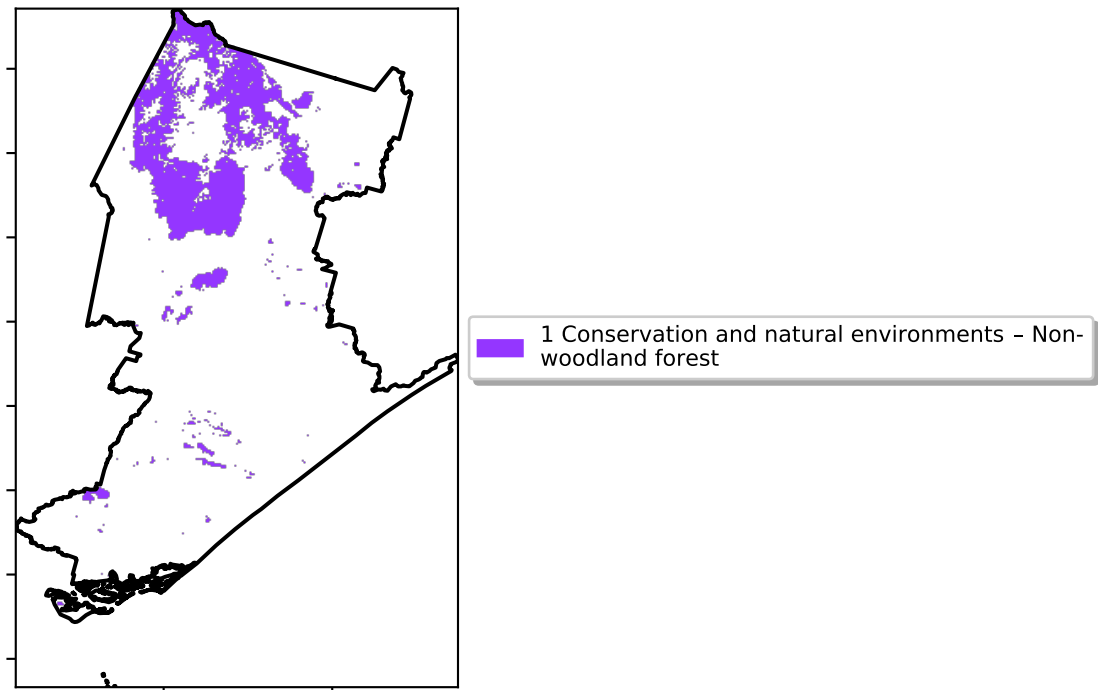 1 Conservation and natural environments – Non-
woodland forest